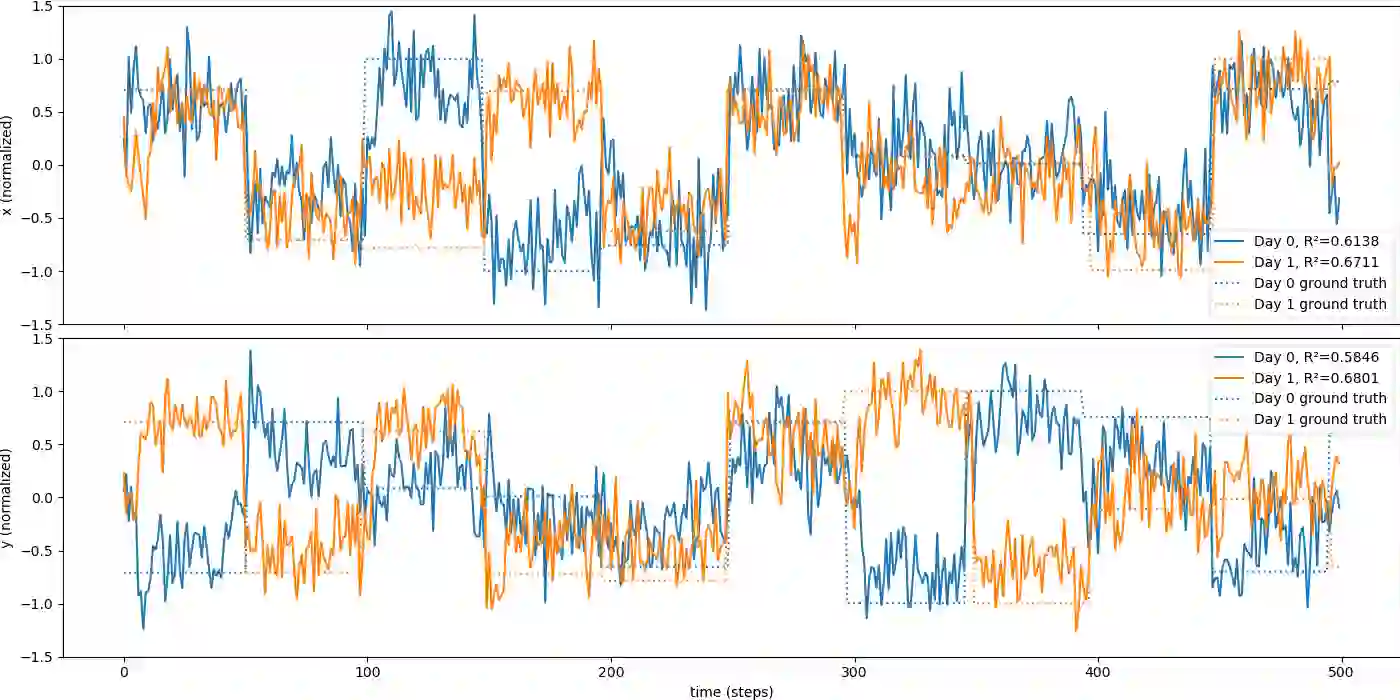 1.5
1.0
0.5
0.0
−0.5
−1.0
−1.5
x (normalized)
Day 0, R²=0.6138
Day 1, R²=0.6711
Day 0 ground truth
Day 1 ground truth
1.5
1.0
0.5
0.0
−0.5
−1.0
−1.5
y (normalized)
Day 0, R²=0.5846
Day 1, R²=0.6801
Day 0 ground truth
Day 1 ground truth
0 100 200 300 400 500
time (steps)